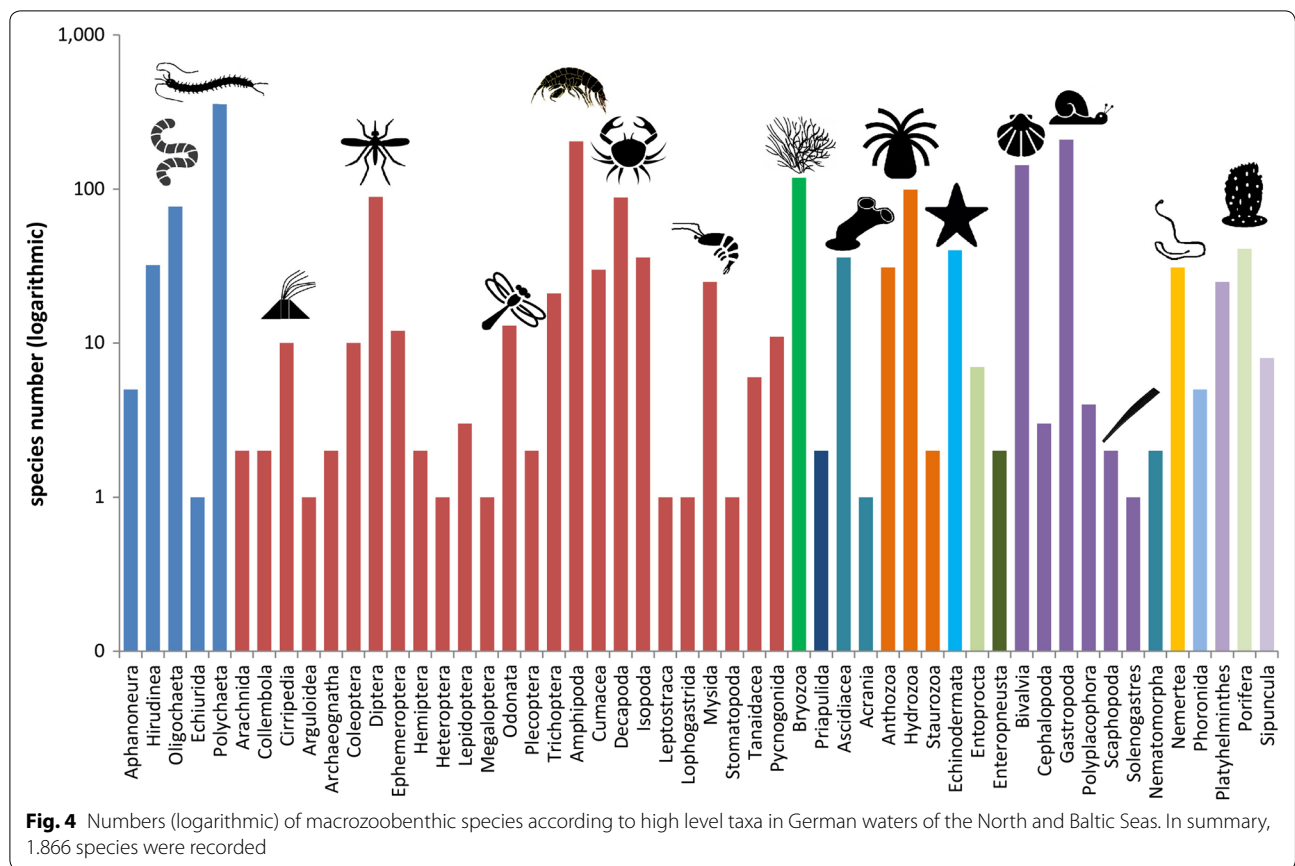 1,000
100
10
1
0
species number (logarithmic)
Aphanoneura
Hirudinea
Oligochaeta
Echiurida
Polychaeta
Arachnida
Collembola
Cirripedia
Arguloidea
Archaeognatha
Coleoptera
Diptera
Ephemeroptera
Hemiptera
Heteroptera
Lepidoptera
Megaloptera
Odonata
Plecoptera
Trichoptera
Amphipoda
Cumacea
Decapoda
Isopoda
Leptostraca
Lophogastrida
Mysida
Stomatopoda
Tanaidacea
Pycnogonida
Bryozoa
Priapulida
Ascidiacea
Acrania
Anthozoa
Hydrozoa
Staurozoa
Echinodermata
Entoprocta
Enteropneusta
Bivalvia
Cephalopoda
Gastropoda
Polyplacophora
Scaphopoda
Solenogastres
Nematomorpha
Nemertea
Phoronida
Platyhelminthes
Porifera
Sipuncula
Fig. 4 Numbers (logarithmic) of macrozoobenthic species according to high level taxa in German waters of the North and Baltic Seas. In summary,
1.866 species were recorded